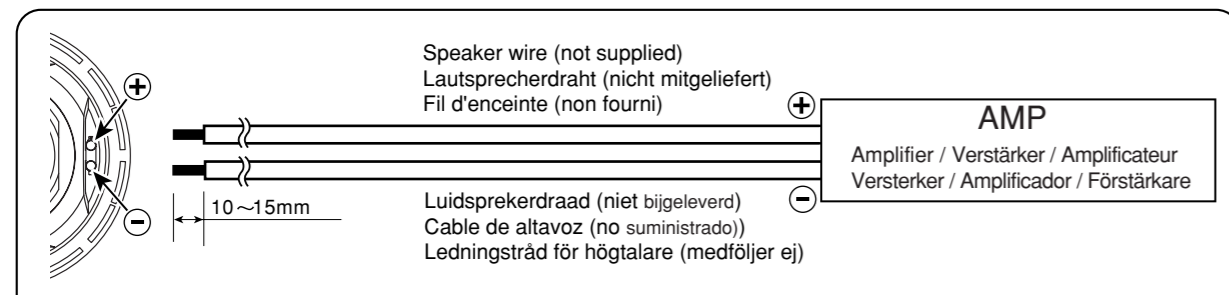 Speaker wire (not supplied)
Lautsprecherdraht (nicht mitgeliefert)
Fil d'enceinte (non fourni)
+
+
AMP
Amplifier / Verstärker / Amplificateur
Versterker / Amplificador / Förstärkare
−
−
10～15mm
Luidsprekerdraad (niet bijgeleverd)
Cable de altavoz (no suministrado))
Ledningstråd för högtalare (medföljer ej)